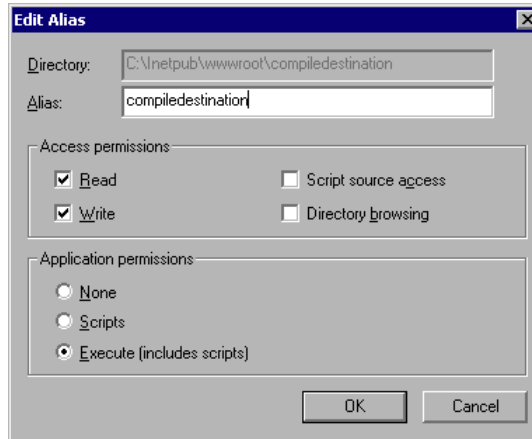 Edit Alias
Directory: C:\Inetpub\wwwroot\compiledestination
Alias: compiledestination
Access permissions
Read Script source access
Write Directory browsing
Application permissions
None
Scripts
Execute (includes scripts)
OK Cancel